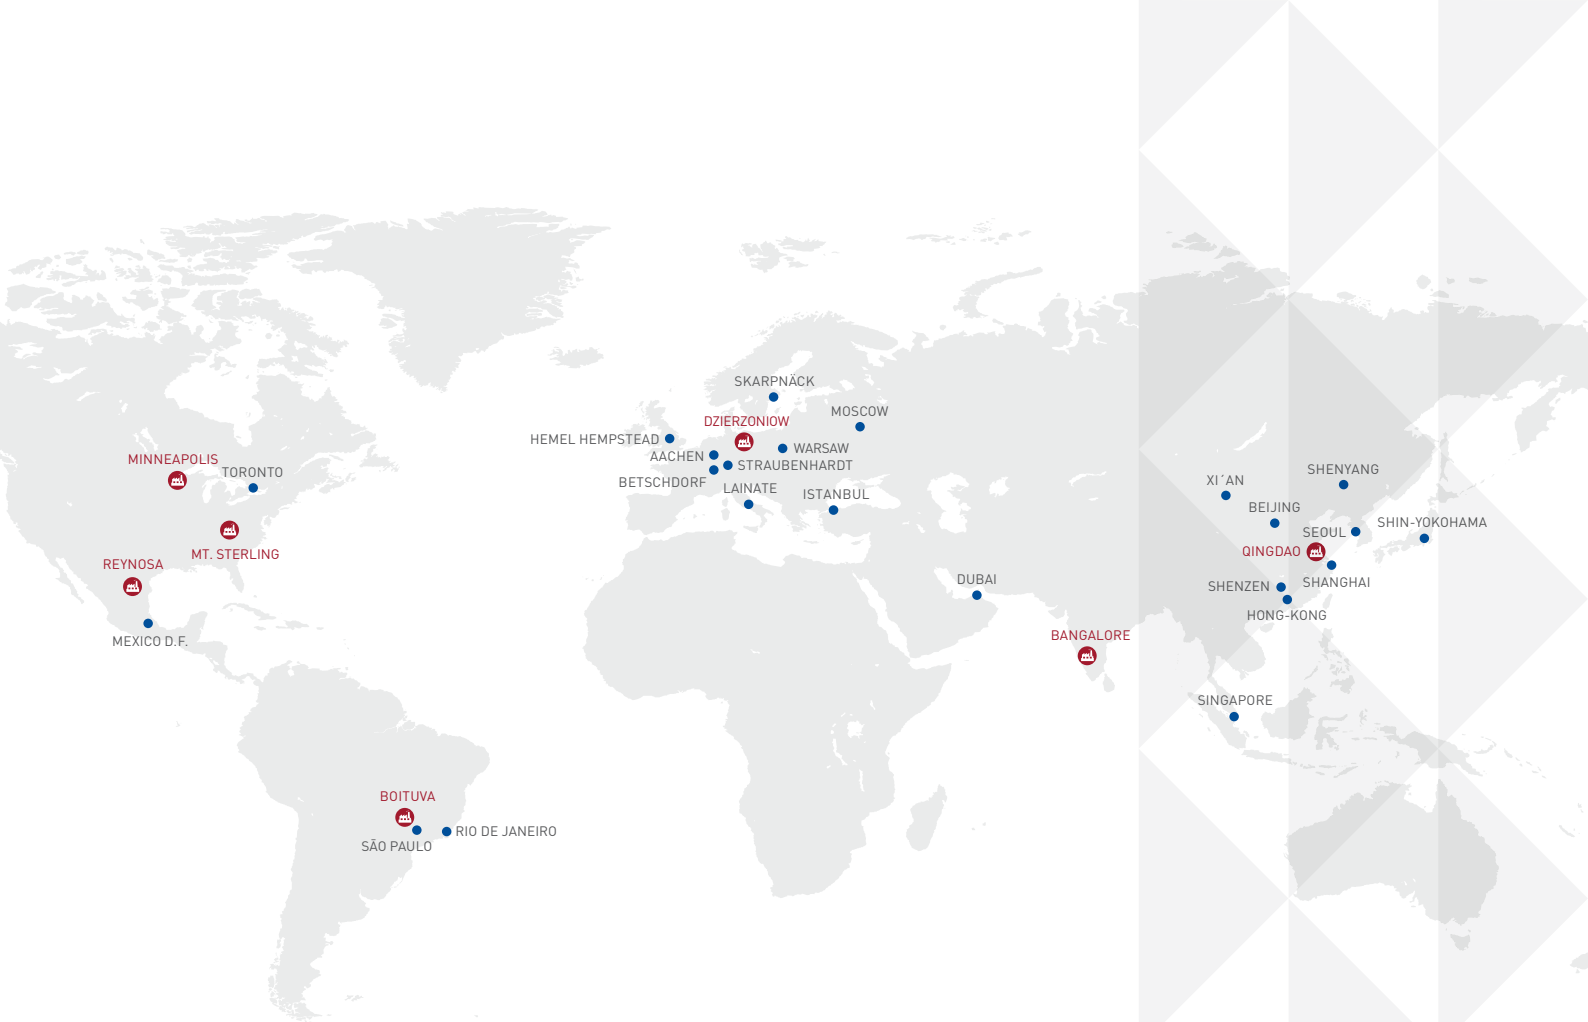 SKARPNÄCK
MOSCOW
DZIERZONIOW
HEMEL HEMPSTEAD
WARSAW
AACHEN
STRAUBENHARDT
BETSCHDORF
LAINATE
ISTANBUL
MINNEAPOLIS
TORONTO
MT. STERLING
REYNOSA
MEXICO D.F.
DUBAI
BANGALORE
XI´AN
SHENYANG
BEIJING
SEOUL
SHIN-YOKOHAMA
QINGDAO
SHANGHAI
SHENZEN
HONG-KONG
SINGAPORE
BOITUVA
RIO DE JANEIRO
SÃO PAULO